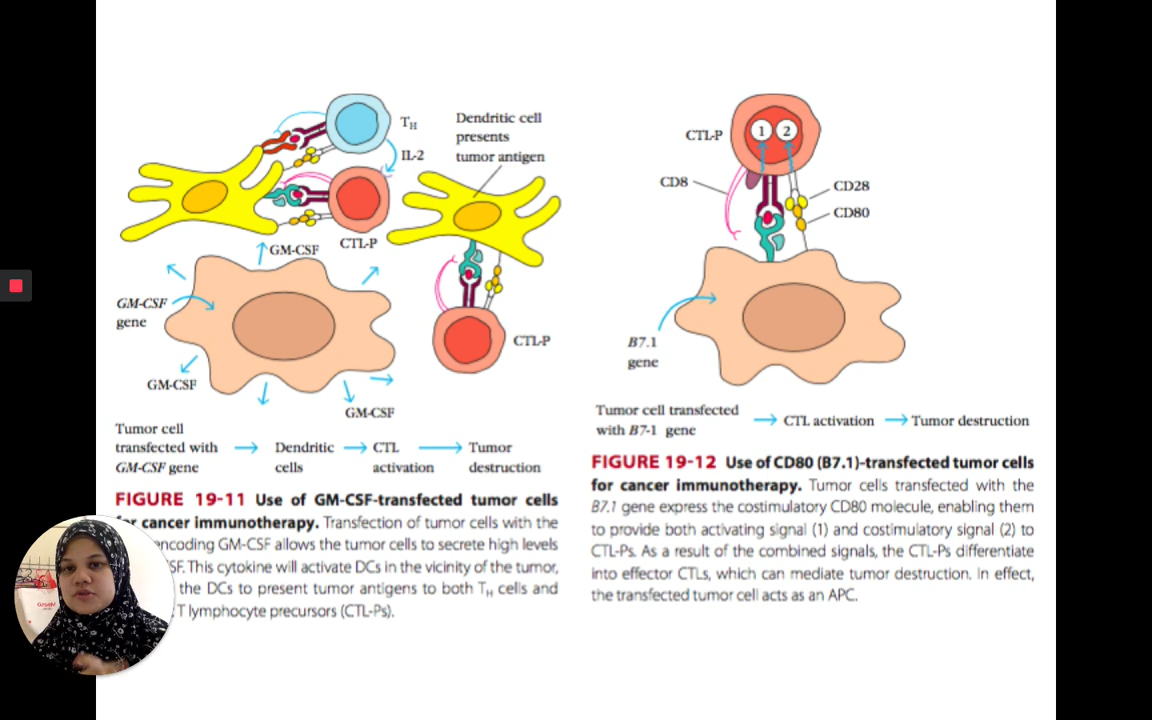 TH
IL-2
Dendritic cell
presents
tumor antigen
GM-CSF
CTL-P
GM-CSF
gene
CTL-P
GM-CSF
GM-CSF
Tumor cell
transfected with
GM-CSF gene
Dendritic
cells
CTL
activation
Tumor
destruction
FIGURE 19-11 Use of GM-CSF-transfected tumor cells
cancer immunotherapy. Transfection of tumor cells with the
encoding GM-CSF allows the tumor cells to secrete high levels
This cytokine will activate DCs in the vicinity of the tumor,
the DCs to present tumor antigens to both TH cells and
T lymphocyte precursors (CTL-Ps).
CTL-P
1 2
CD8
CD28
CD80
B7.1
gene
Tumor cell transfected
with B7-1 gene
CTL activation
Tumor destruction
FIGURE 19-12 Use of CD80 (B7.1)-transfected tumor cells
for cancer immunotherapy. Tumor cells transfected with the
B7.1 gene express the costimulatory CD80 molecule, enabling them
to provide both activating signal (1) and costimulatory signal (2) to
CTL-Ps. As a result of the combined signals, the CTL-Ps differentiate
into effector CTLs, which can mediate tumor destruction. In effect,
the transfected tumor cell acts as an APC.